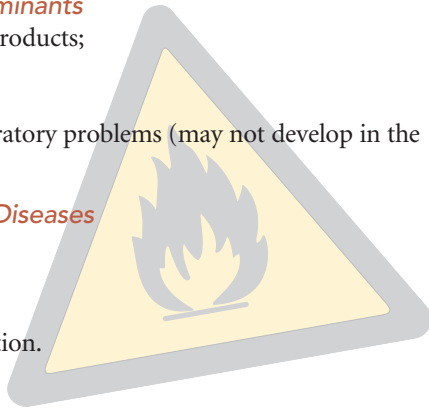 minants
roducts;
ratory problems (may not develop in the
Diseases
tion.